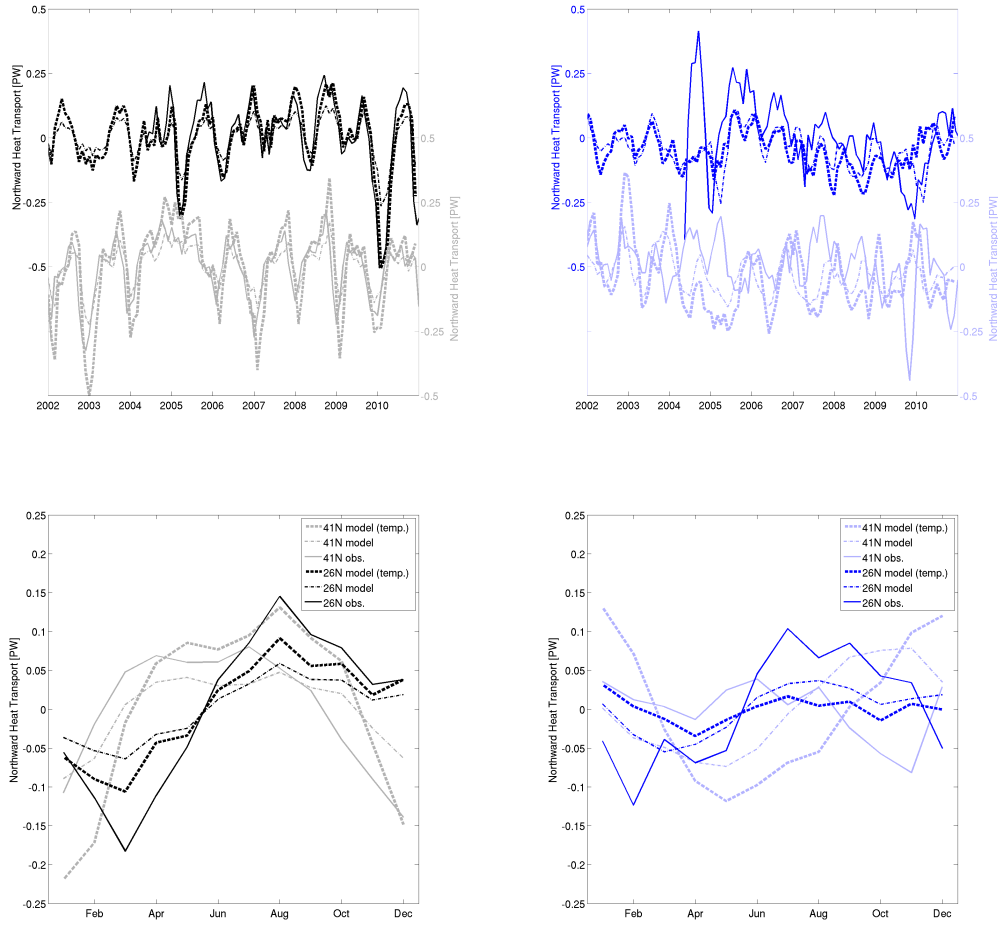 0.5
0.25
0
-0.25
-0.5
Northward Heat Transport [PW]
0.5
0.25
0
-0.25
-0.5
Northward Heat Transport [PW]
2002 2003 2004 2005 2006 2007 2008 2009 2010
0.5
0.25
0
-0.25
-0.5
Northward Heat Transport [PW]
0.5
0.25
0
-0.25
-0.5
Northward Heat Transport [PW]
2002 2003 2004 2005 2006 2007 2008 2009 2010
0.25
0.2
0.15
0.1
0.05
0
-0.05
-0.1
-0.15
-0.2
-0.25
Northward Heat Transport [PW]
41N model (temp.)
41N model
41N obs.
26N model (temp.)
26N model
26N obs.
Feb Apr Jun Aug Oct Dec
0.25
0.2
0.15
0.1
0.05
0
-0.05
-0.1
-0.15
-0.2
-0.25
Northward Heat Transport [PW]
41N model (temp.)
41N model
41N obs.
26N model (temp.)
26N model
26N obs.
Feb Apr Jun Aug Oct Dec